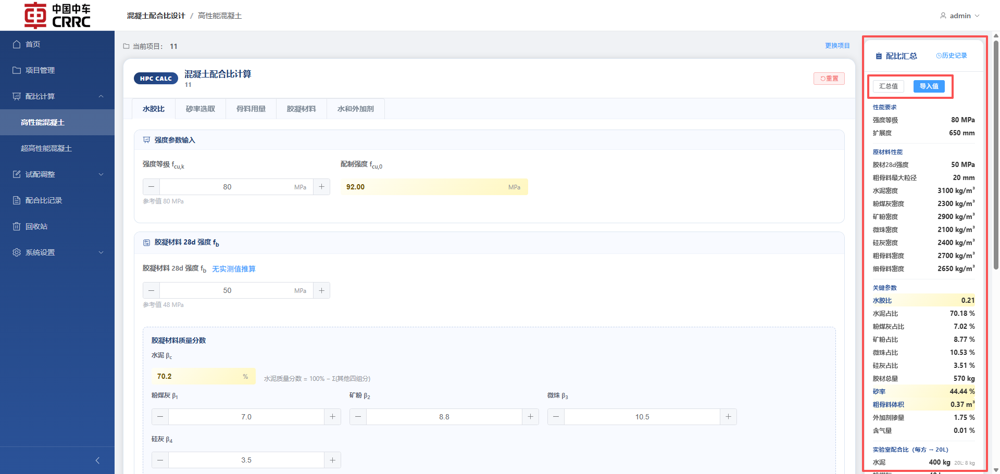 中国中车
CRRC
混凝土配合比设计 / 高性能混凝土
admin
首页
项目管理
配比计算
高性能混凝土
超高性能混凝土
试配调整
配合比记录
回收站
系统设置
当前项目： 11
更换项目
HPC CALC
混凝土配合比计算
11
重置
水胶比
砂率选取
骨料用量
胶凝材料
水和外加剂
强度参数输入
强度等级 fcu,k
配制强度 fcu,0
80 MPa
92.00 MPa
参考值 80 MPa
胶凝材料 28d 强度 fb
胶凝材料 28d 强度 fb 无实测值推算
50 MPa
参考值 48 MPa
胶凝材料质量分数
水泥 βc
70.2 %
水泥质量分数 = 100% − Σ(其他四组分)
粉煤灰 β1
矿粉 β2
微珠 β3
7.0
8.8
10.5
硅灰 β4
3.5
配比汇总
历史记录
汇总值
导入值
性能要求
强度等级 80 MPa
扩展度 650 mm
原材料性能
胶材28d强度 50 MPa
粗骨料最大粒径 20 mm
水泥密度 3100 kg/m³
粉煤灰密度 2300 kg/m³
矿粉密度 2900 kg/m³
微珠密度 2100 kg/m³
硅灰密度 2400 kg/m³
粗骨料密度 2700 kg/m³
细骨料密度 2650 kg/m³
关键参数
水胶比 0.21
水泥占比 70.18 %
粉煤灰占比 7.02 %
矿粉占比 8.77 %
微珠占比 10.53 %
硅灰占比 3.51 %
胶材总量 570 kg
砂率 44.44 %
粗骨料体积 0.37 m³
外加剂掺量 1.75 %
含气量 0.01 %
实验室配合比（每方 → 20L)
水泥 400 kg 20L: 8 kg